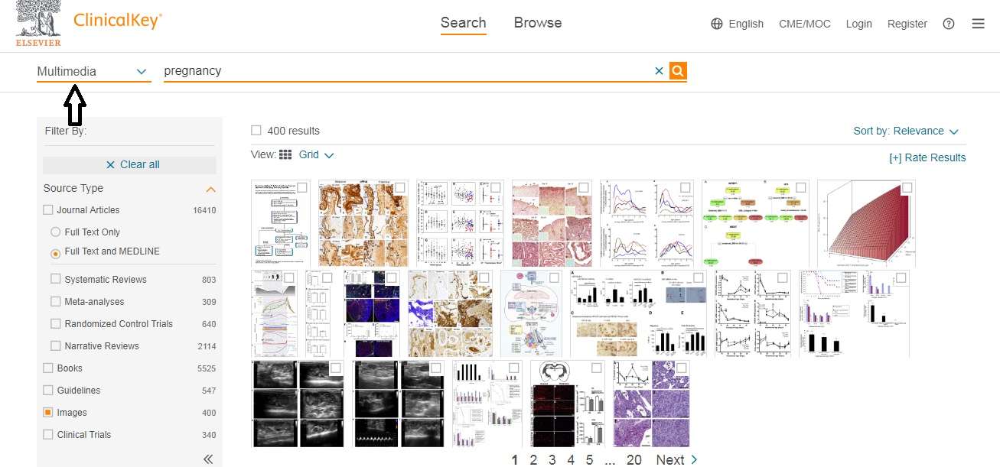 ClinicalKey®
ELSEVIER
Search Browse
English CME/MOC Login Register ?
Multimedia pregnancy
Filter By:
Clear all
Source Type
Journal Articles 16410
Full Text Only
Full Text and MEDLINE
Systematic Reviews 803
Meta-analyses 309
Randomized Control Trials 640
Narrative Reviews 2114
Books 5525
Guidelines 547
Images 400
Clinical Trials 340
400 results
Sort by: Relevance
View: Grid
[+] Rate Results
1 2 3 4 5 ... 20 Next